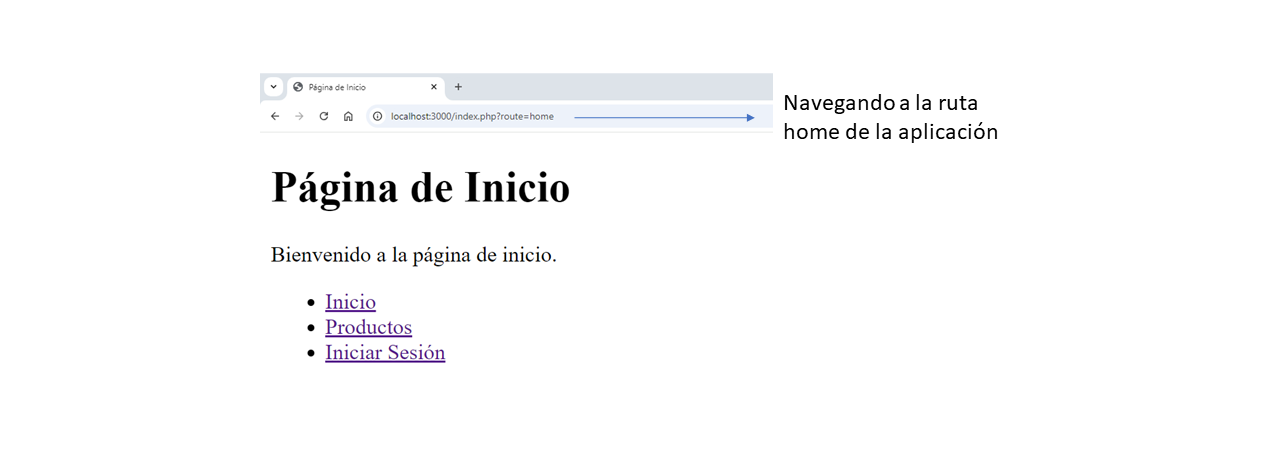 Página de Inicio
localhost:3000/index.php?route=home
Navegando a la ruta
home de la aplicación
Página de Inicio
Bienvenido a la página de inicio.
Inicio
Productos
Iniciar Sesión